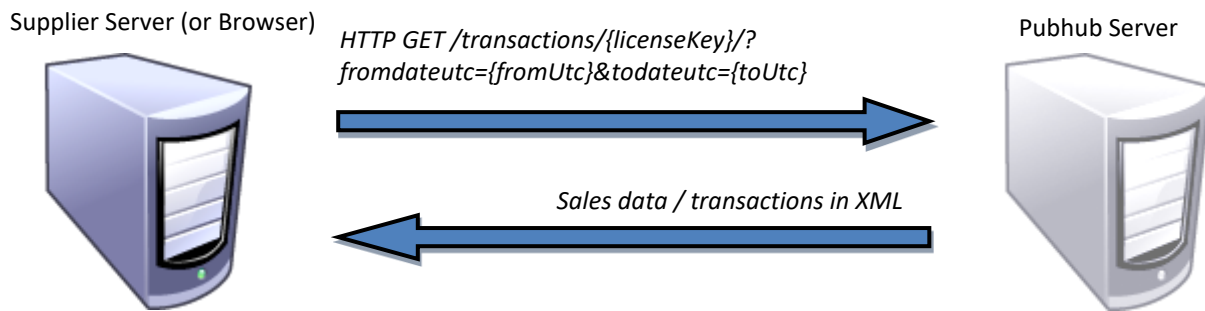 Supplier Server (or Browser)
HTTP GET /transactions/{licenseKey}/?
fromdateutc={fromUtc}&todateutc={toUtc}
Pubhub Server
Sales data / transactions in XML